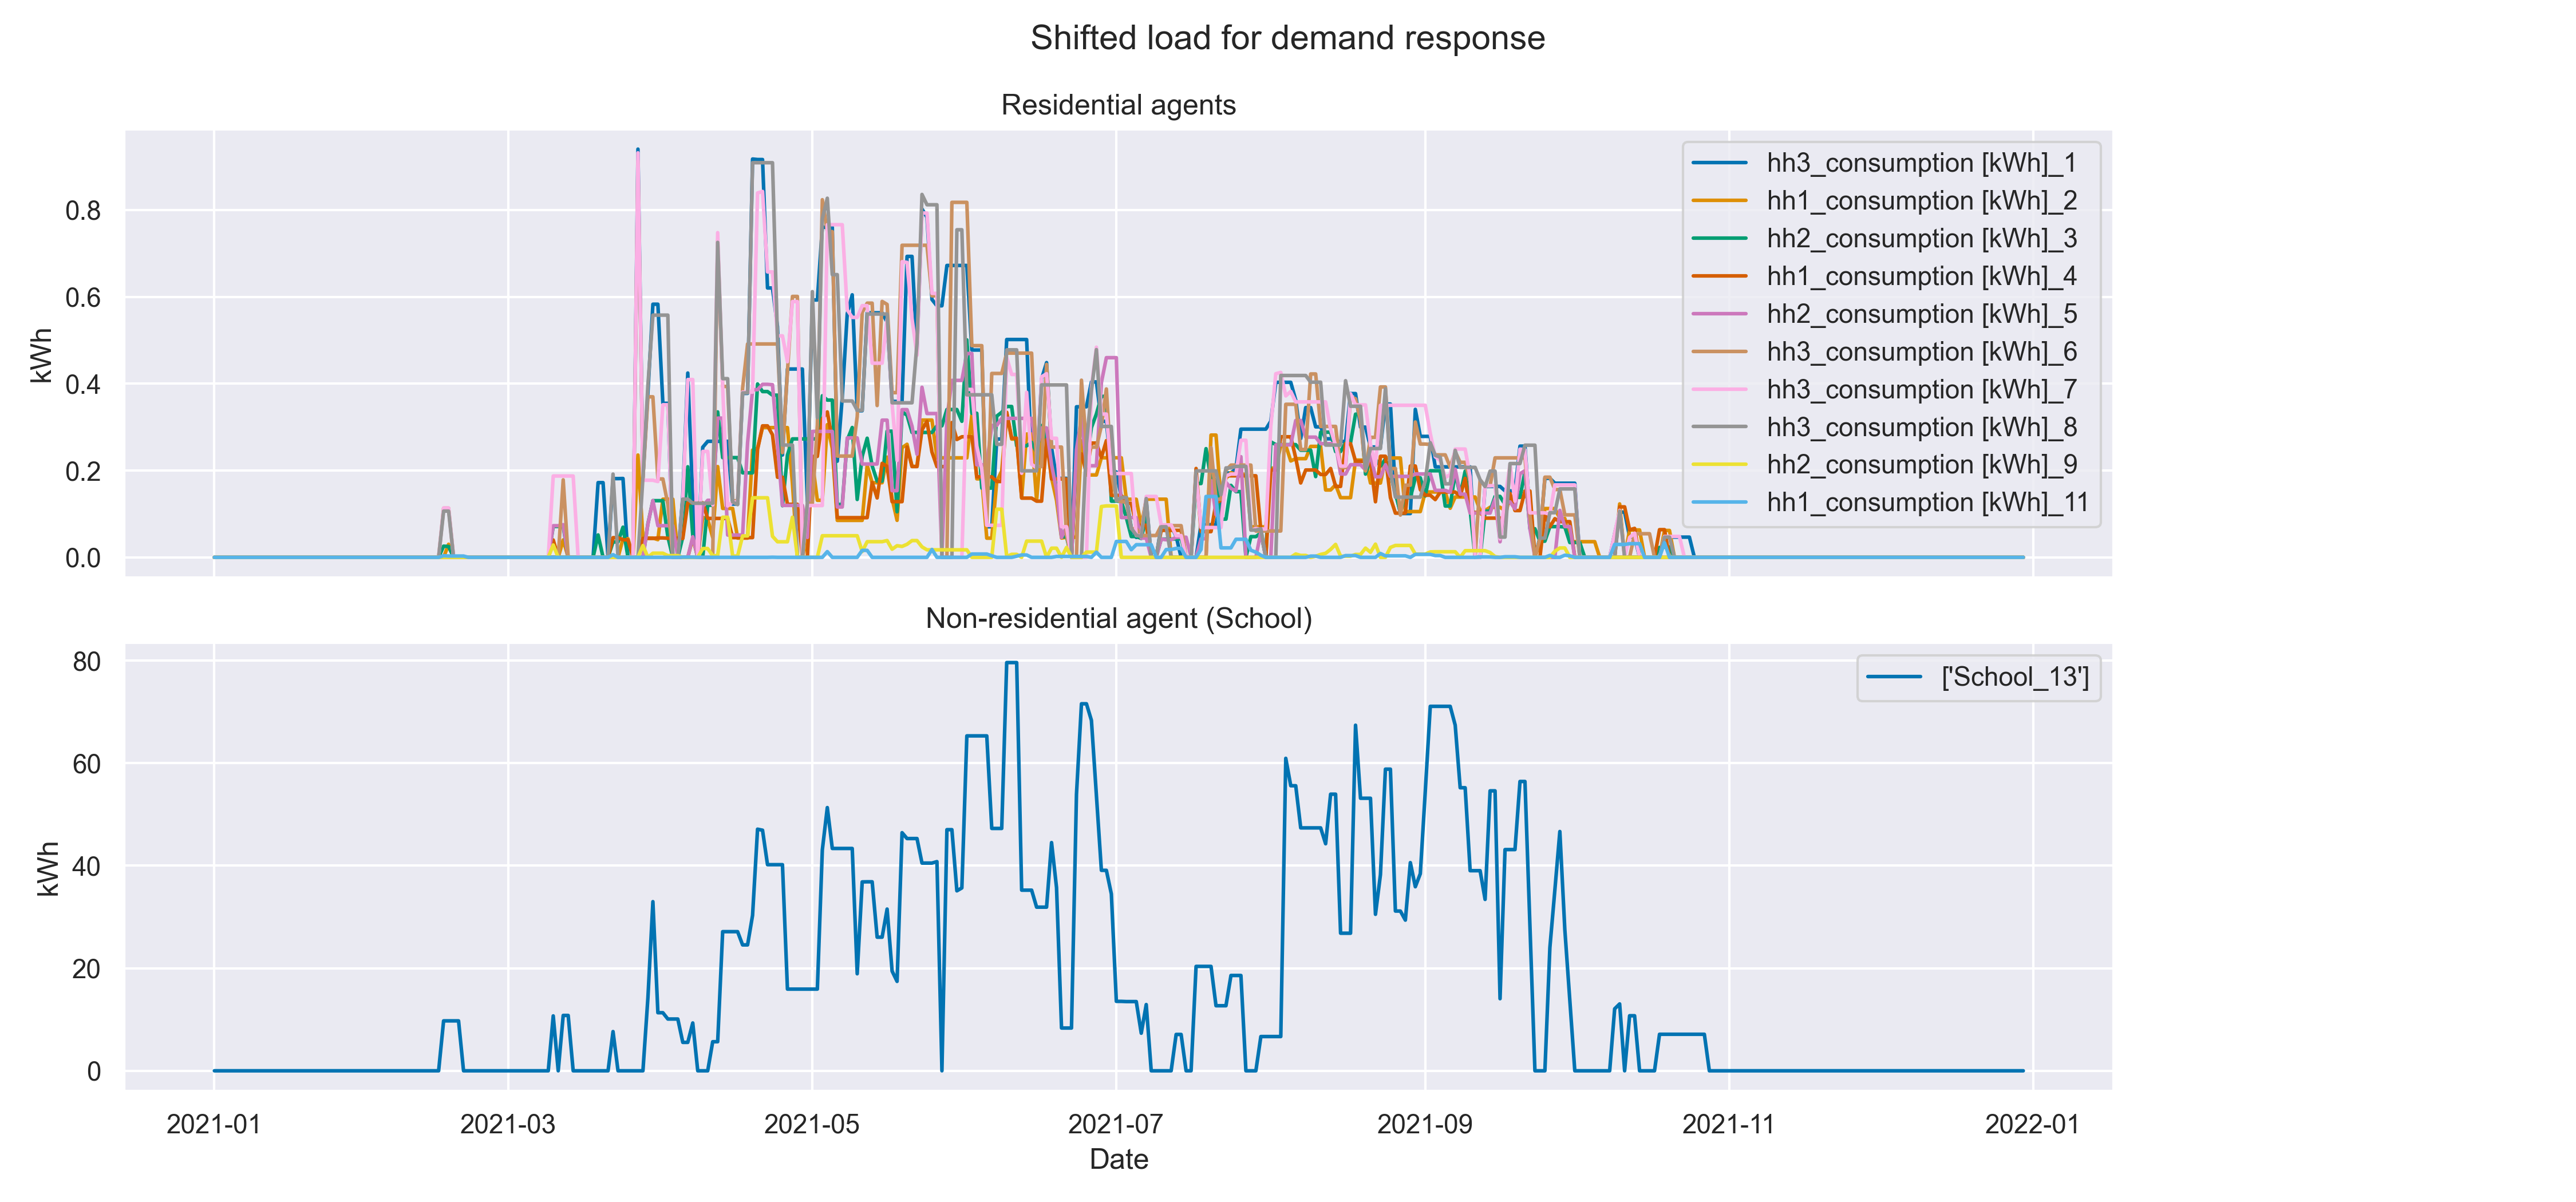 Shifted load for demand response
Residential agents
kWh
0.8
0.6
0.4
0.2
0.0
hh3_consumption [kWh]_1
hh1_consumption [kWh]_2
hh2_consumption [kWh]_3
hh1_consumption [kWh]_4
hh2_consumption [kWh]_5
hh3_consumption [kWh]_6
hh3_consumption [kWh]_7
hh3_consumption [kWh]_8
hh2_consumption [kWh]_9
hh1_consumption [kWh]_11
Non-residential agent (School)
kWh
80
60
40
20
0
['School_13']
2021-01 2021-03 2021-05 2021-07 2021-09 2021-11 2022-01
Date